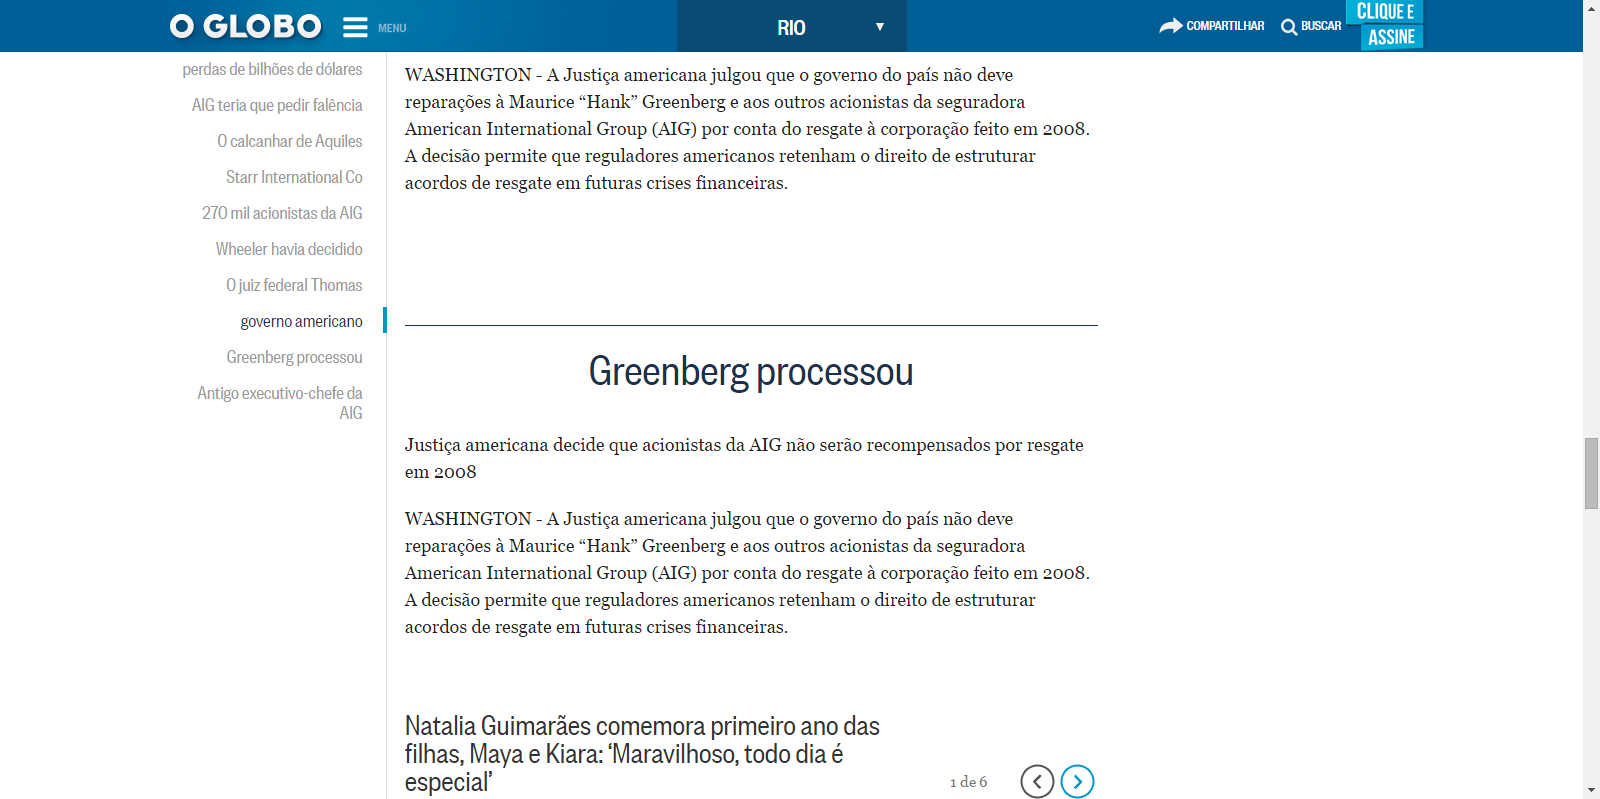 O GLOBO
MENU
RIO
COMPARTILHAR
BUSCAR
CLIQUE E
ASSINE
perdas de bilhões de dólares
AIG teria que pedir falência
O calcanhar de Aquiles
Starr International Co
270 mil acionistas da AIG
Wheeler havia decidido
O juiz federal Thomas
governo americano
Greenberg processou
Antigo executivo-chefe da
AIG
WASHINGTON - A Justiça americana julgou que o governo do país não deve
reparações à Maurice “Hank” Greenberg e aos outros acionistas da seguradora
American International Group (AIG) por conta do resgate à corporação feito em 2008.
A decisão permite que reguladores americanos retenham o direito de estruturar
acordos de resgate em futuras crises financeiras.
Greenberg processou
Justiça americana decide que acionistas da AIG não serão recompensados por resgate
em 2008
WASHINGTON - A Justiça americana julgou que o governo do país não deve
reparações à Maurice “Hank” Greenberg e aos outros acionistas da seguradora
American International Group (AIG) por conta do resgate à corporação feito em 2008.
A decisão permite que reguladores americanos retenham o direito de estruturar
acordos de resgate em futuras crises financeiras.
Natalia Guimarães comemora primeiro ano das
filhas, Maya e Kiara: ‘Maravilhoso, todo dia é
especial’
1 de 6